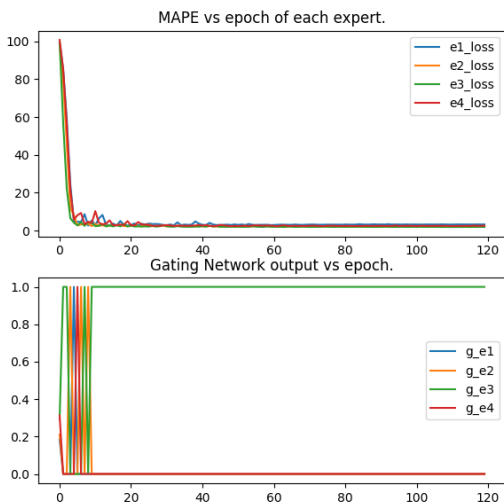 MAPE vs epoch of each expert.
100
80
60
40
20
0
e1_loss
e2_loss
e3_loss
e4_loss
0 20 40 60 80 100 120
Gating Network output vs epoch.
1.0
0.8
0.6
0.4
0.2
0.0
g_e1
g_e2
g_e3
g_e4
0 20 40 60 80 100 120